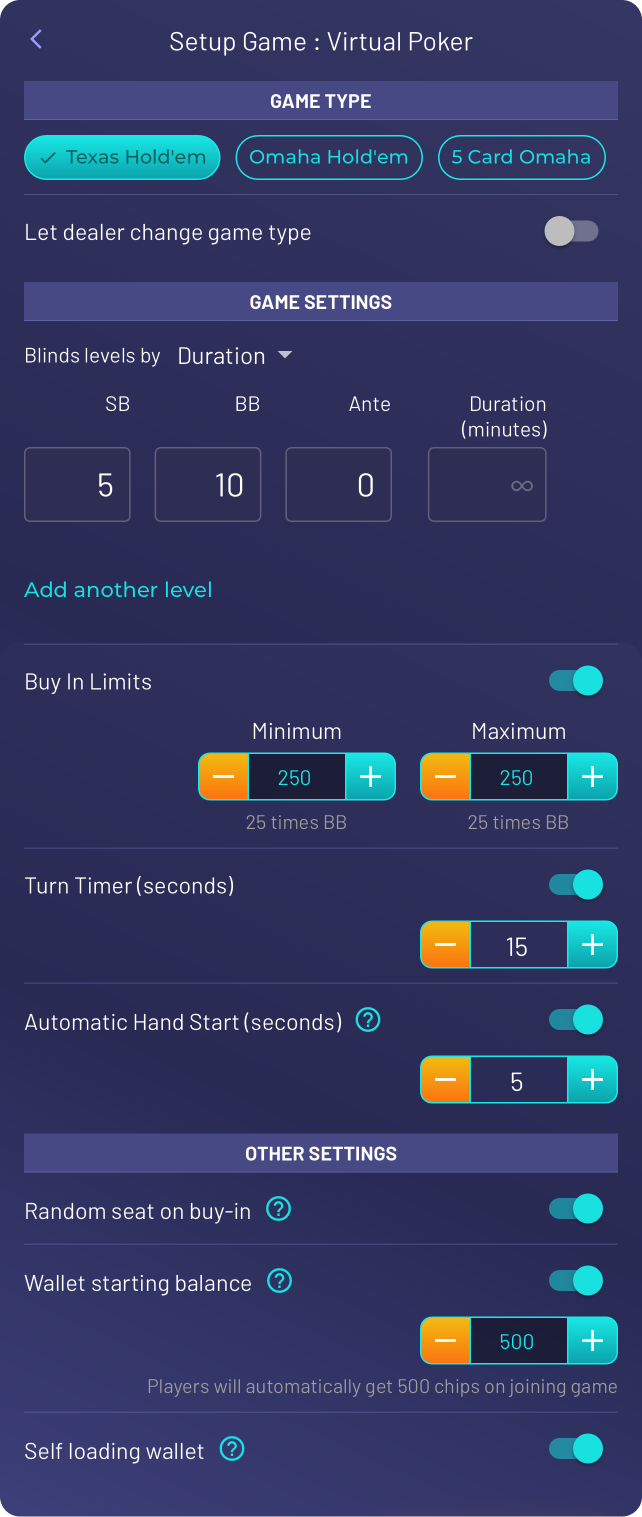 Setup Game : Virtual Poker
GAME TYPE
✓ Texas Hold'em Omaha Hold'em 5 Card Omaha
Let dealer change game type
GAME SETTINGS
Blinds levels by Duration
SB BB Ante Duration
(minutes)
5 10 0 ∞
Add another level
Buy In Limits
Minimum Maximum
− 250 + − 250 +
25 times BB 25 times BB
Turn Timer (seconds)
− 15 +
Automatic Hand Start (seconds) ?
− 5 +
OTHER SETTINGS
Random seat on buy-in ?
Wallet starting balance ?
− 500 +
Players will automatically get 500 chips on joining game
Self loading wallet ?